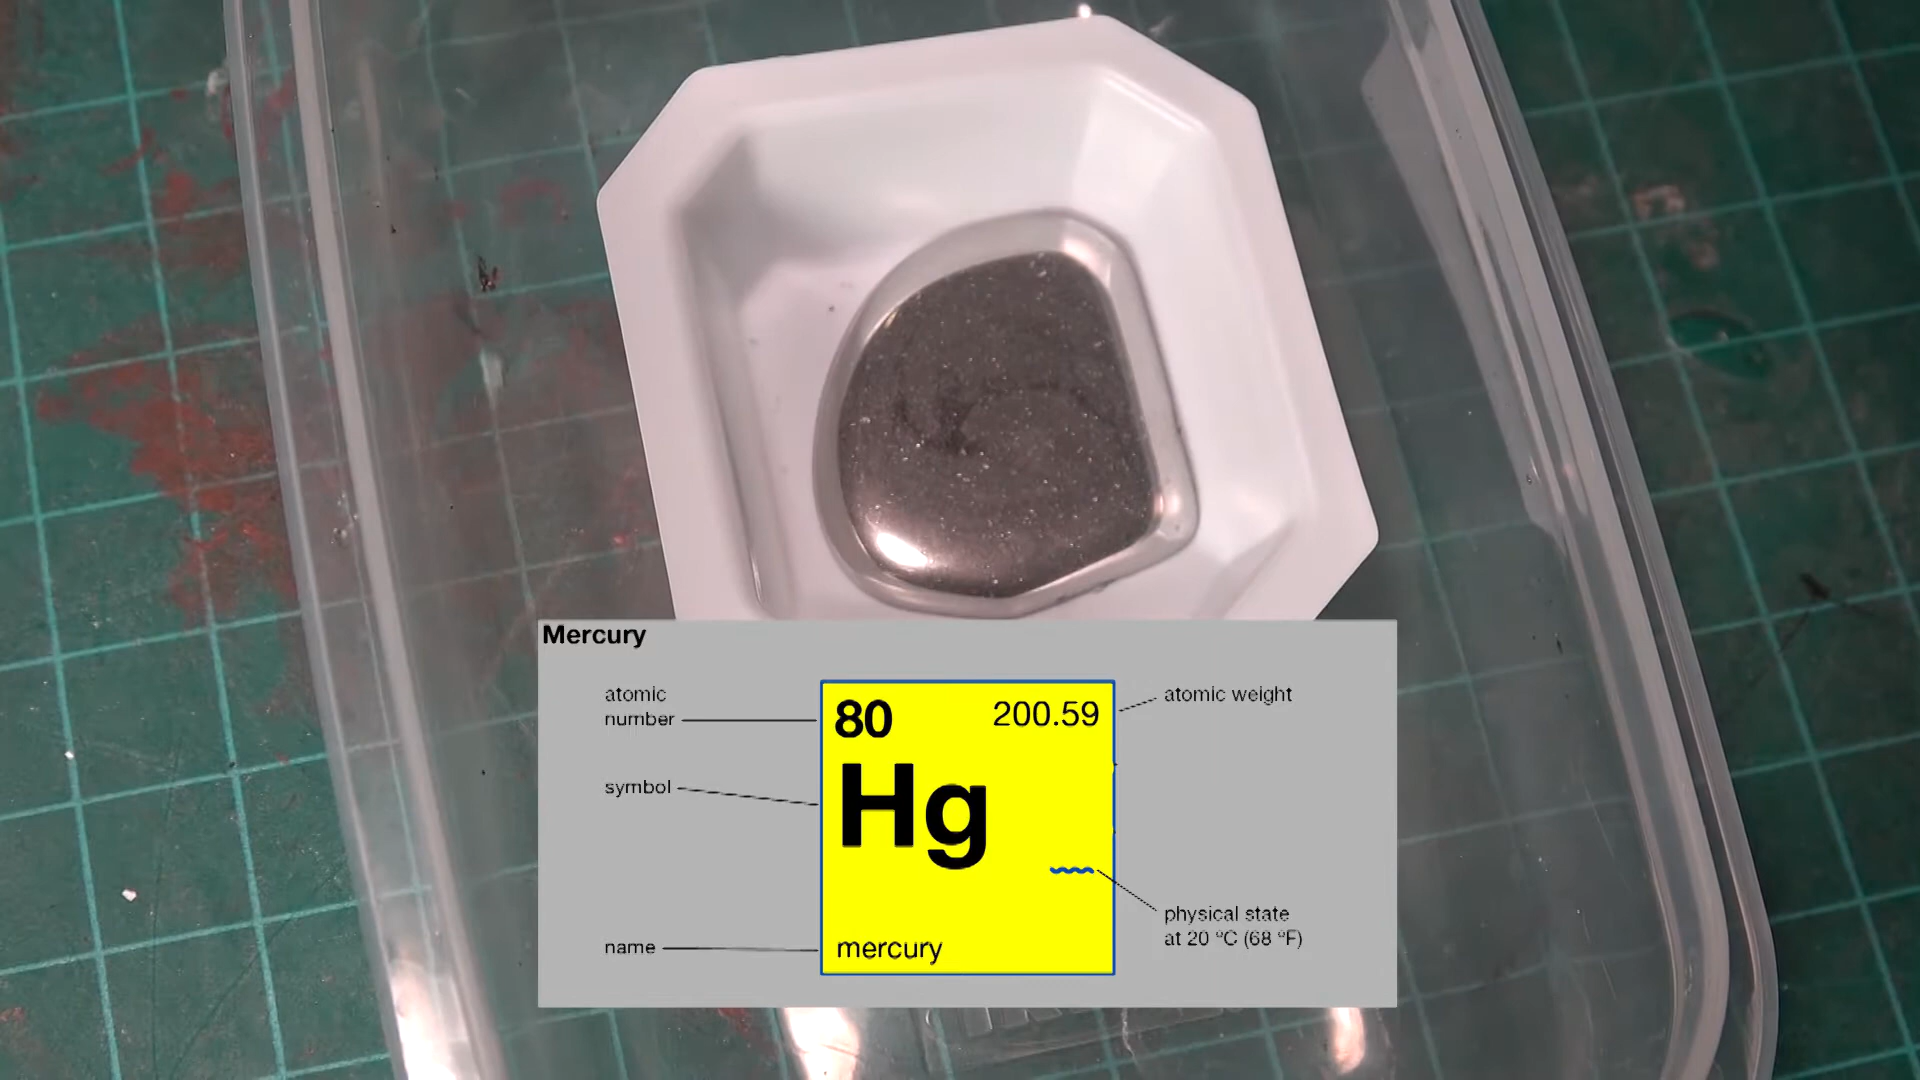 Mercury
atomic
number
80
200.59
atomic weight
symbol
Hg
physical state
at 20 °C (68 °F)
name
mercury